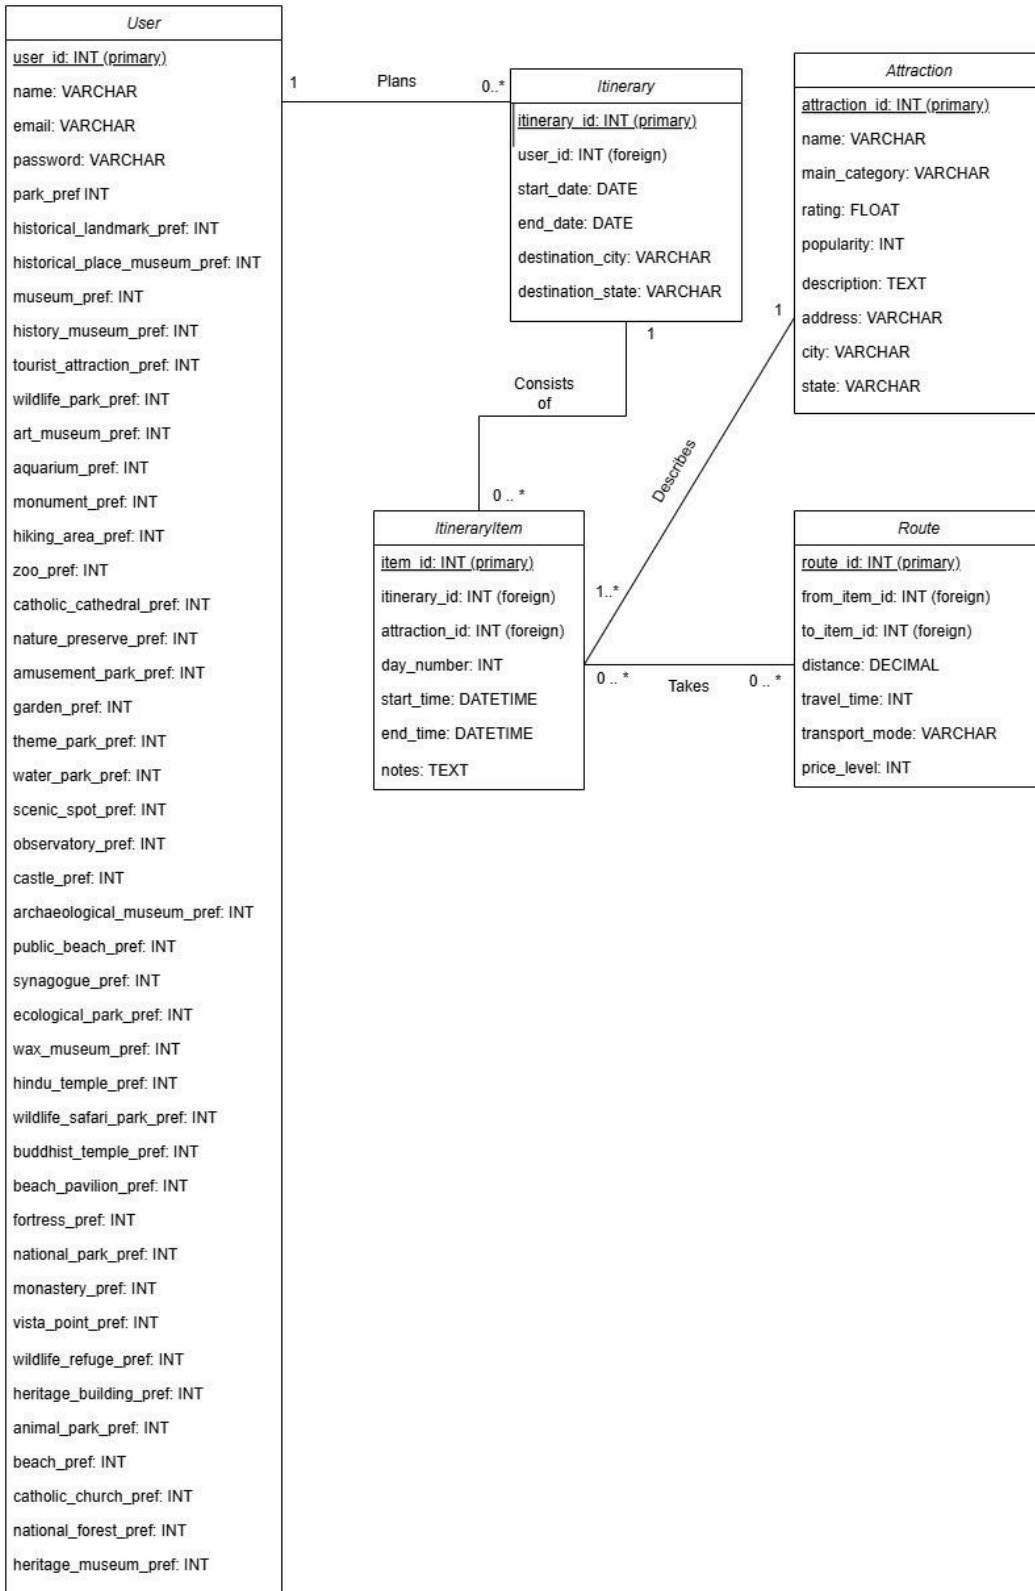 User
user_id: INT (primary)
name: VARCHAR
email: VARCHAR
password: VARCHAR
park_pref INT
historical_landmark_pref: INT
historical_place_museum_pref: INT
museum_pref: INT
history_museum_pref: INT
tourist_attraction_pref: INT
wildlife_park_pref: INT
art_museum_pref: INT
aquarium_pref: INT
monument_pref: INT
hiking_area_pref: INT
zoo_pref: INT
catholic_cathedral_pref: INT
nature_preserve_pref: INT
amusement_park_pref: INT
garden_pref: INT
theme_park_pref: INT
water_park_pref: INT
scenic_spot_pref: INT
observatory_pref: INT
castle_pref: INT
archaeological_museum_pref: INT
public_beach_pref: INT
synagogue_pref: INT
ecological_park_pref: INT
wax_museum_pref: INT
hindu_temple_pref: INT
wildlife_safari_park_pref: INT
buddhist_temple_pref: INT
beach_pavilion_pref: INT
fortress_pref: INT
national_park_pref: INT
monastery_pref: INT
vista_point_pref: INT
wildlife_refuge_pref: INT
heritage_building_pref: INT
animal_park_pref: INT
beach_pref: INT
catholic_church_pref: INT
national_forest_pref: INT
heritage_museum_pref: INT
1
Plans
0..*
Itinerary
itinerary_id: INT (primary)
user_id: INT (foreign)
start_date: DATE
end_date: DATE
destination_city: VARCHAR
destination_state: VARCHAR
1
Consists
of
0 .. *
Attraction
attraction_id: INT (primary)
name: VARCHAR
main_category: VARCHAR
rating: FLOAT
popularity: INT
description: TEXT
address: VARCHAR
city: VARCHAR
state: VARCHAR
1
Describes
1..*
ItineraryItem
item_id: INT (primary)
itinerary_id: INT (foreign)
attraction_id: INT (foreign)
day_number: INT
start_time: DATETIME
end_time: DATETIME
notes: TEXT
0 .. *
Takes
0 .. *
Route
route_id: INT (primary)
from_item_id: INT (foreign)
to_item_id: INT (foreign)
distance: DECIMAL
travel_time: INT
transport_mode: VARCHAR
price_level: INT